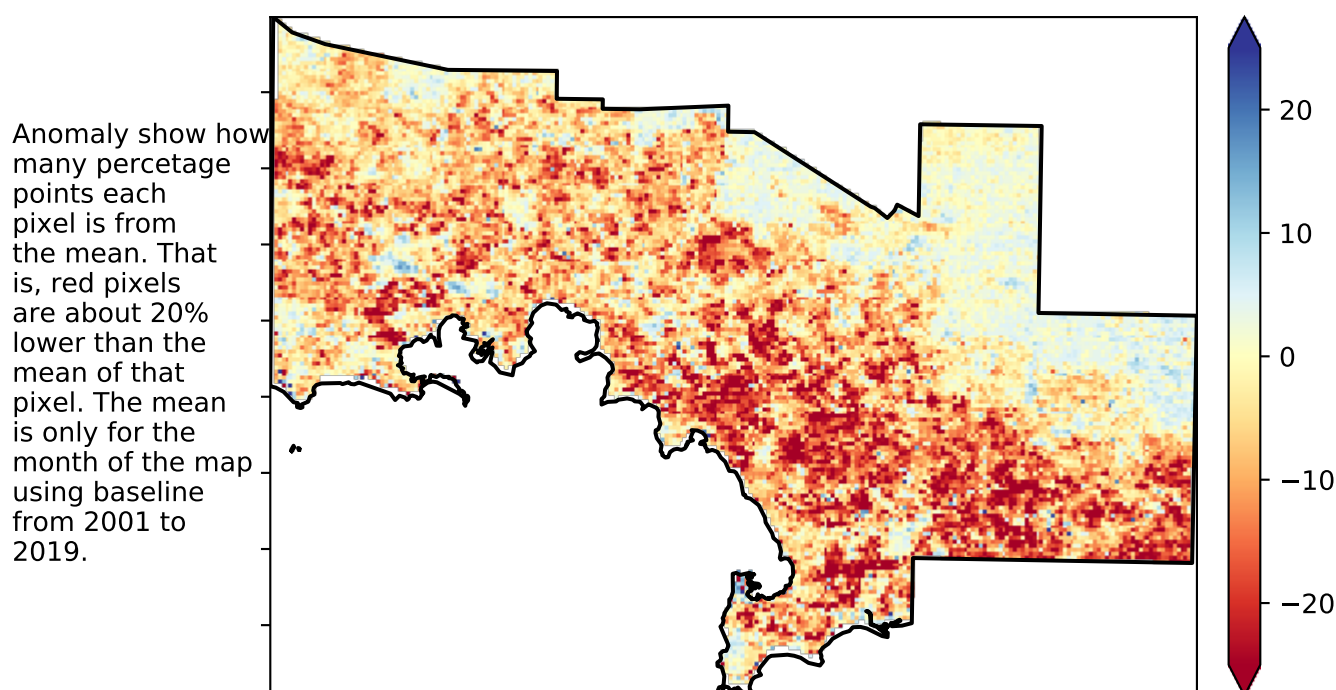 Anomaly show how
many percetage
points each
pixel is from
the mean. That
is, red pixels
are about 20%
lower than the
mean of that
pixel. The mean
is only for the
month of the map
using baseline
from 2001 to
2019.
20
10
0
−10
−20